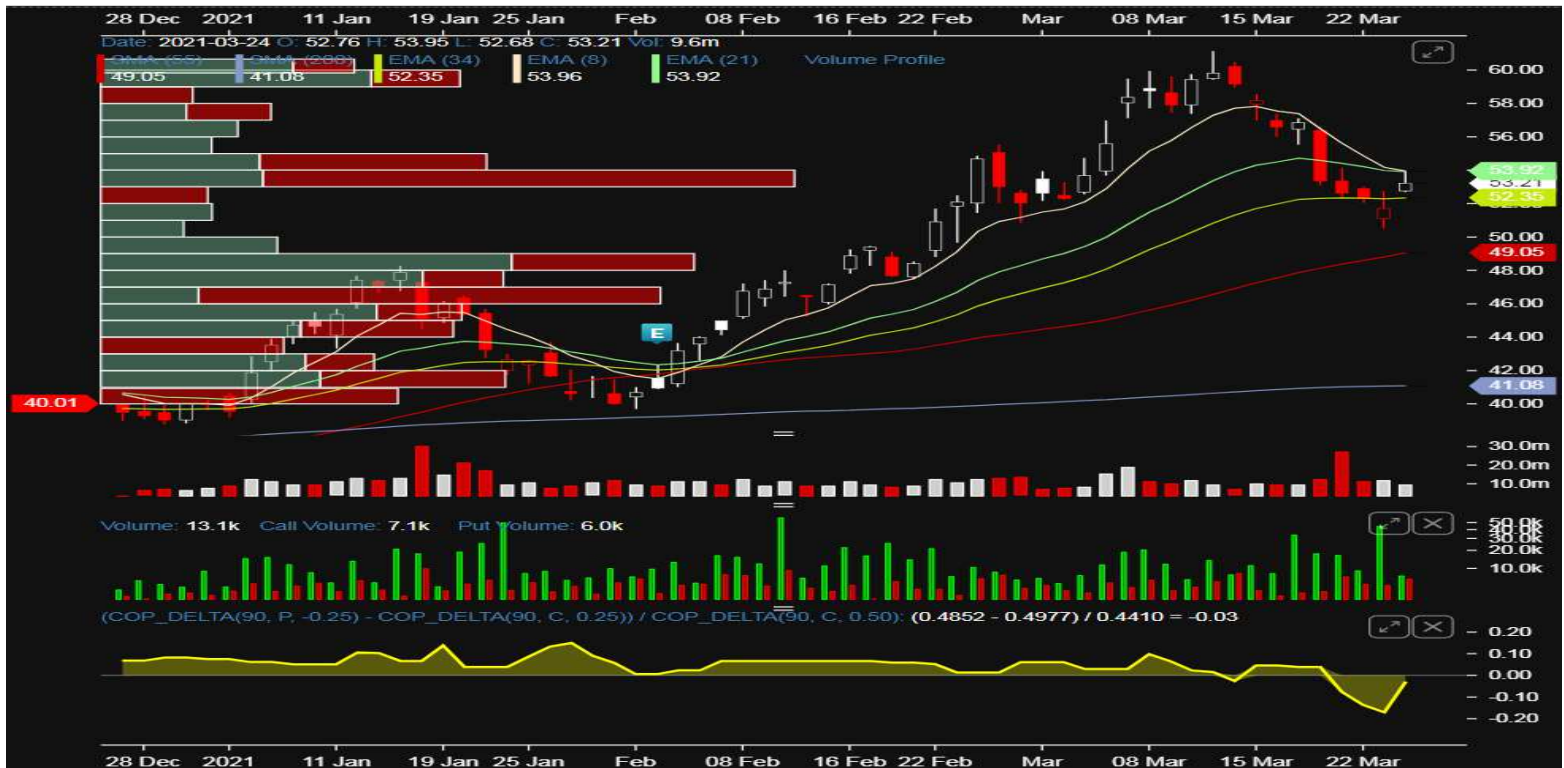 28 Dec 2021 11 Jan 19 Jan 25 Jan Feb 08 Feb 16 Feb 22 Feb Mar 08 Mar 15 Mar 22 Mar
Date: 2021-03-24 O: 52.76 H: 53.95 L: 52.68 C: 53.21 Vol: 9.6m
SMA (55) SMA (200) EMA (34) EMA (8) EMA (21) Volume Profile
49.05 41.08 52.35 53.96 53.92
60.00
58.00
56.00
53.92
53.21
52.35
50.00
49.05
48.00
46.00
E
44.00
42.00
41.08
40.01
40.00
30.0m
20.0m
10.0m
Volume: 13.1k Call Volume: 7.1k Put Volume: 6.0k
50.0k
30.0k
20.0k
10.0k
(COP_DELTA(90, P, -0.25) - COP_DELTA(90, C, 0.25)) / COP_DELTA(90, C, 0.50): (0.4852 - 0.4977) / 0.4410 = -0.03
0.20
0.10
0.00
-0.10
-0.20
28 Dec 2021 11 Jan 19 Jan 25 Jan Feb 08 Feb 16 Feb 22 Feb Mar 08 Mar 15 Mar 22 Mar